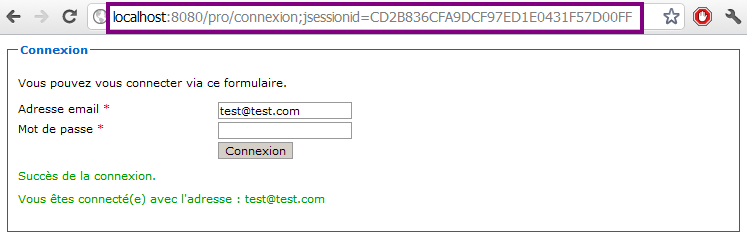 localhost:8080/pro/connexion;jsessionid=CD2B836CFA9DCF97ED1E0431F57D00FF
Connexion
Vous pouvez vous connecter via ce formulaire.
Adresse email * test@test.com
Mot de passe *
Connexion
Succès de la connexion.
Vous êtes connecté(e) avec l'adresse : test@test.com